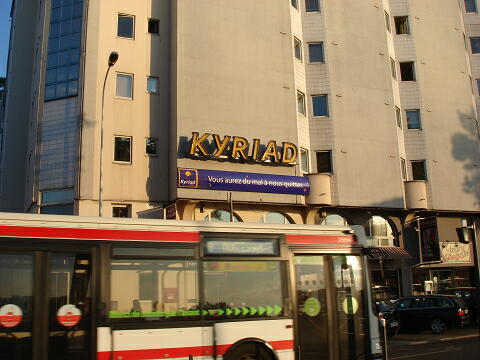 KYRIAD
Kyriad
Vous aurez du mal à nous quitter.